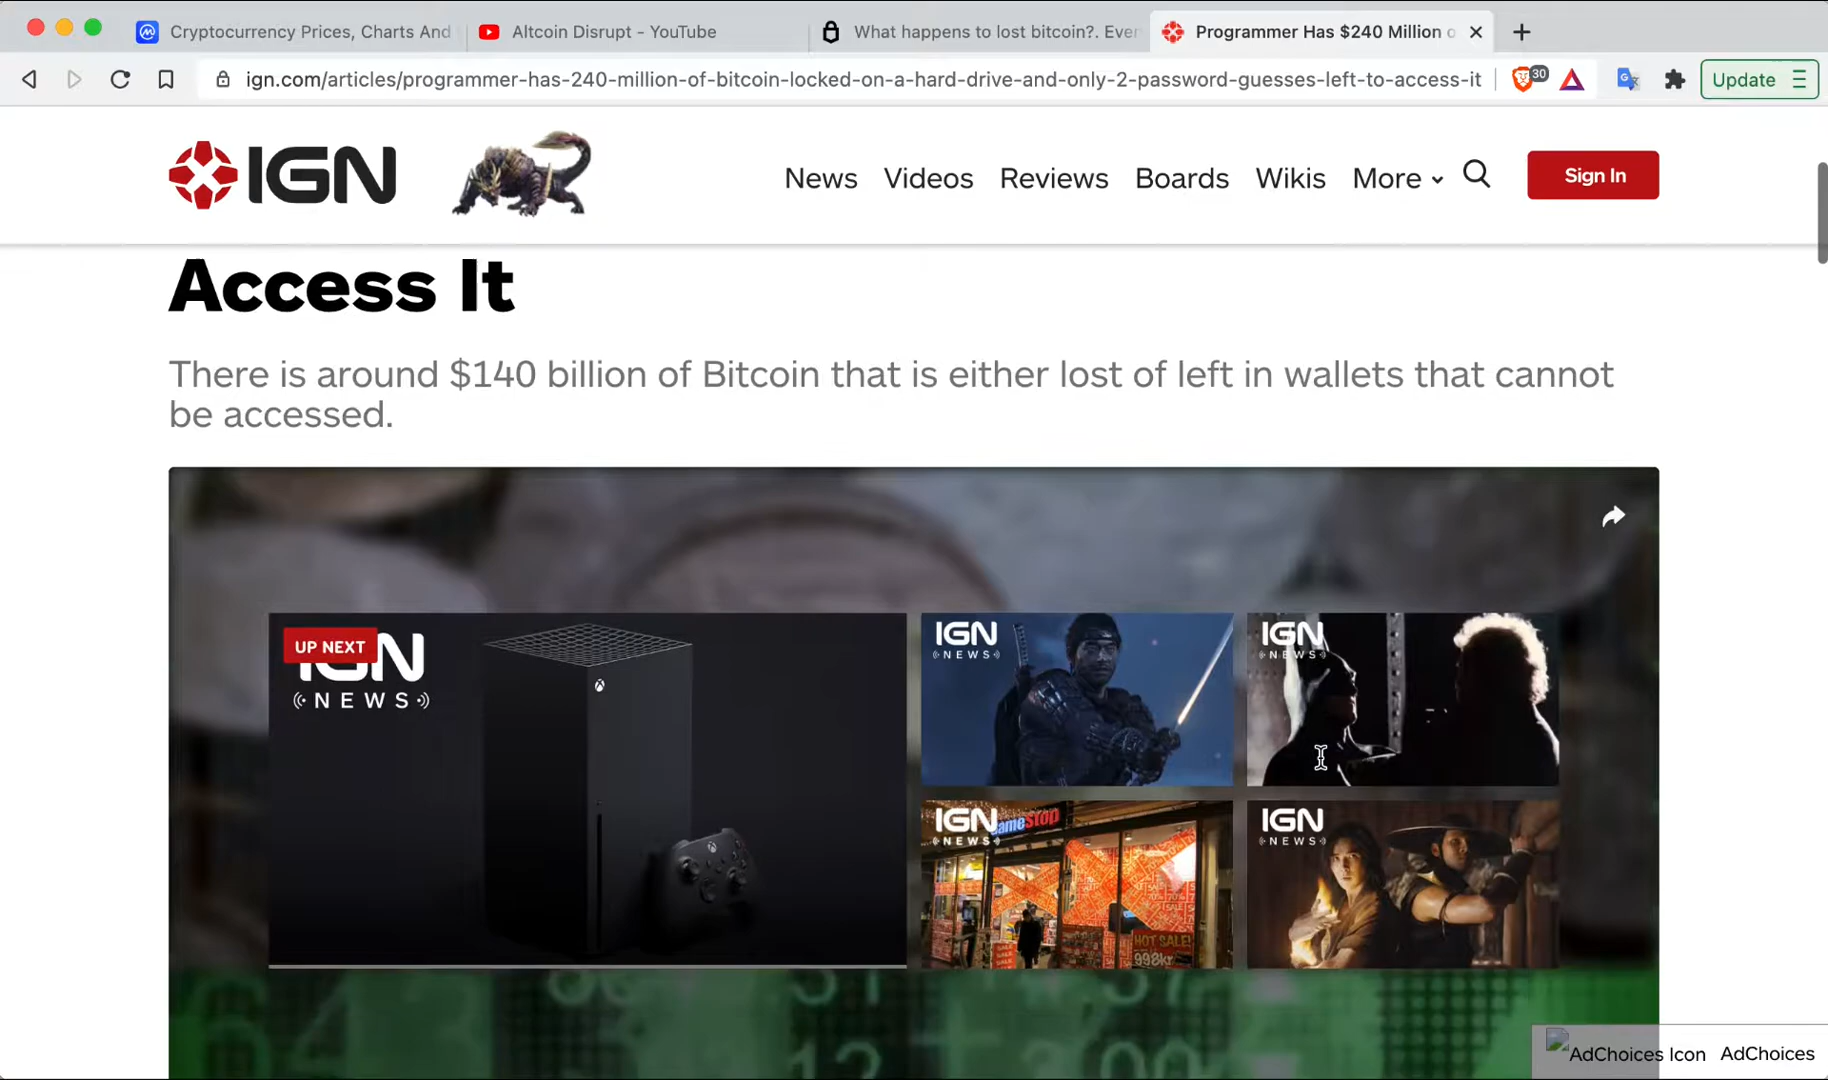 Cryptocurrency Prices, Charts And
Altcoin Disrupt - YouTube
What happens to lost bitcoin?. Ever
Programmer Has $240 Million o
ign.com/articles/programmer-has-240-million-of-bitcoin-locked-on-a-hard-drive-and-only-2-password-guesses-left-to-access-it
30
Update
IGN
News Videos Reviews Boards Wikis More
Sign In
Access It
There is around $140 billion of Bitcoin that is either lost of left in wallets that cannot
be accessed.
UP NEXT
IGN
NEWS
IGN
NEWS
IGN
NEWS
IGN
NEWS
GameStop
HOT SALE!
998kr
IGN
NEWS
AdChoices Icon AdChoices